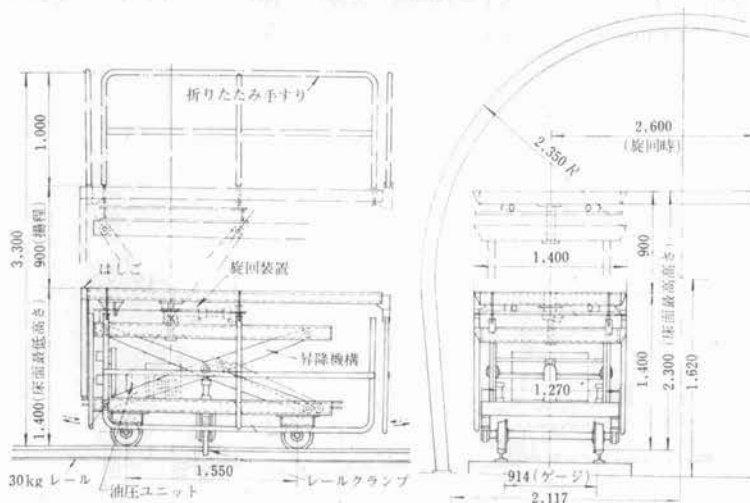 折りたたみ手すり
1.000
3.300
900(揚程)
はしご
旋回装置
昇降機構
1.400(床面最低高さ)
1.550
30kg レール
油圧ユニット
レールクランプ
2.350R
2.600
(旋回時)
1.400
900
1.270
1.400
2.300(床面最高高さ)
1.620
914(ゲージ)
2.117